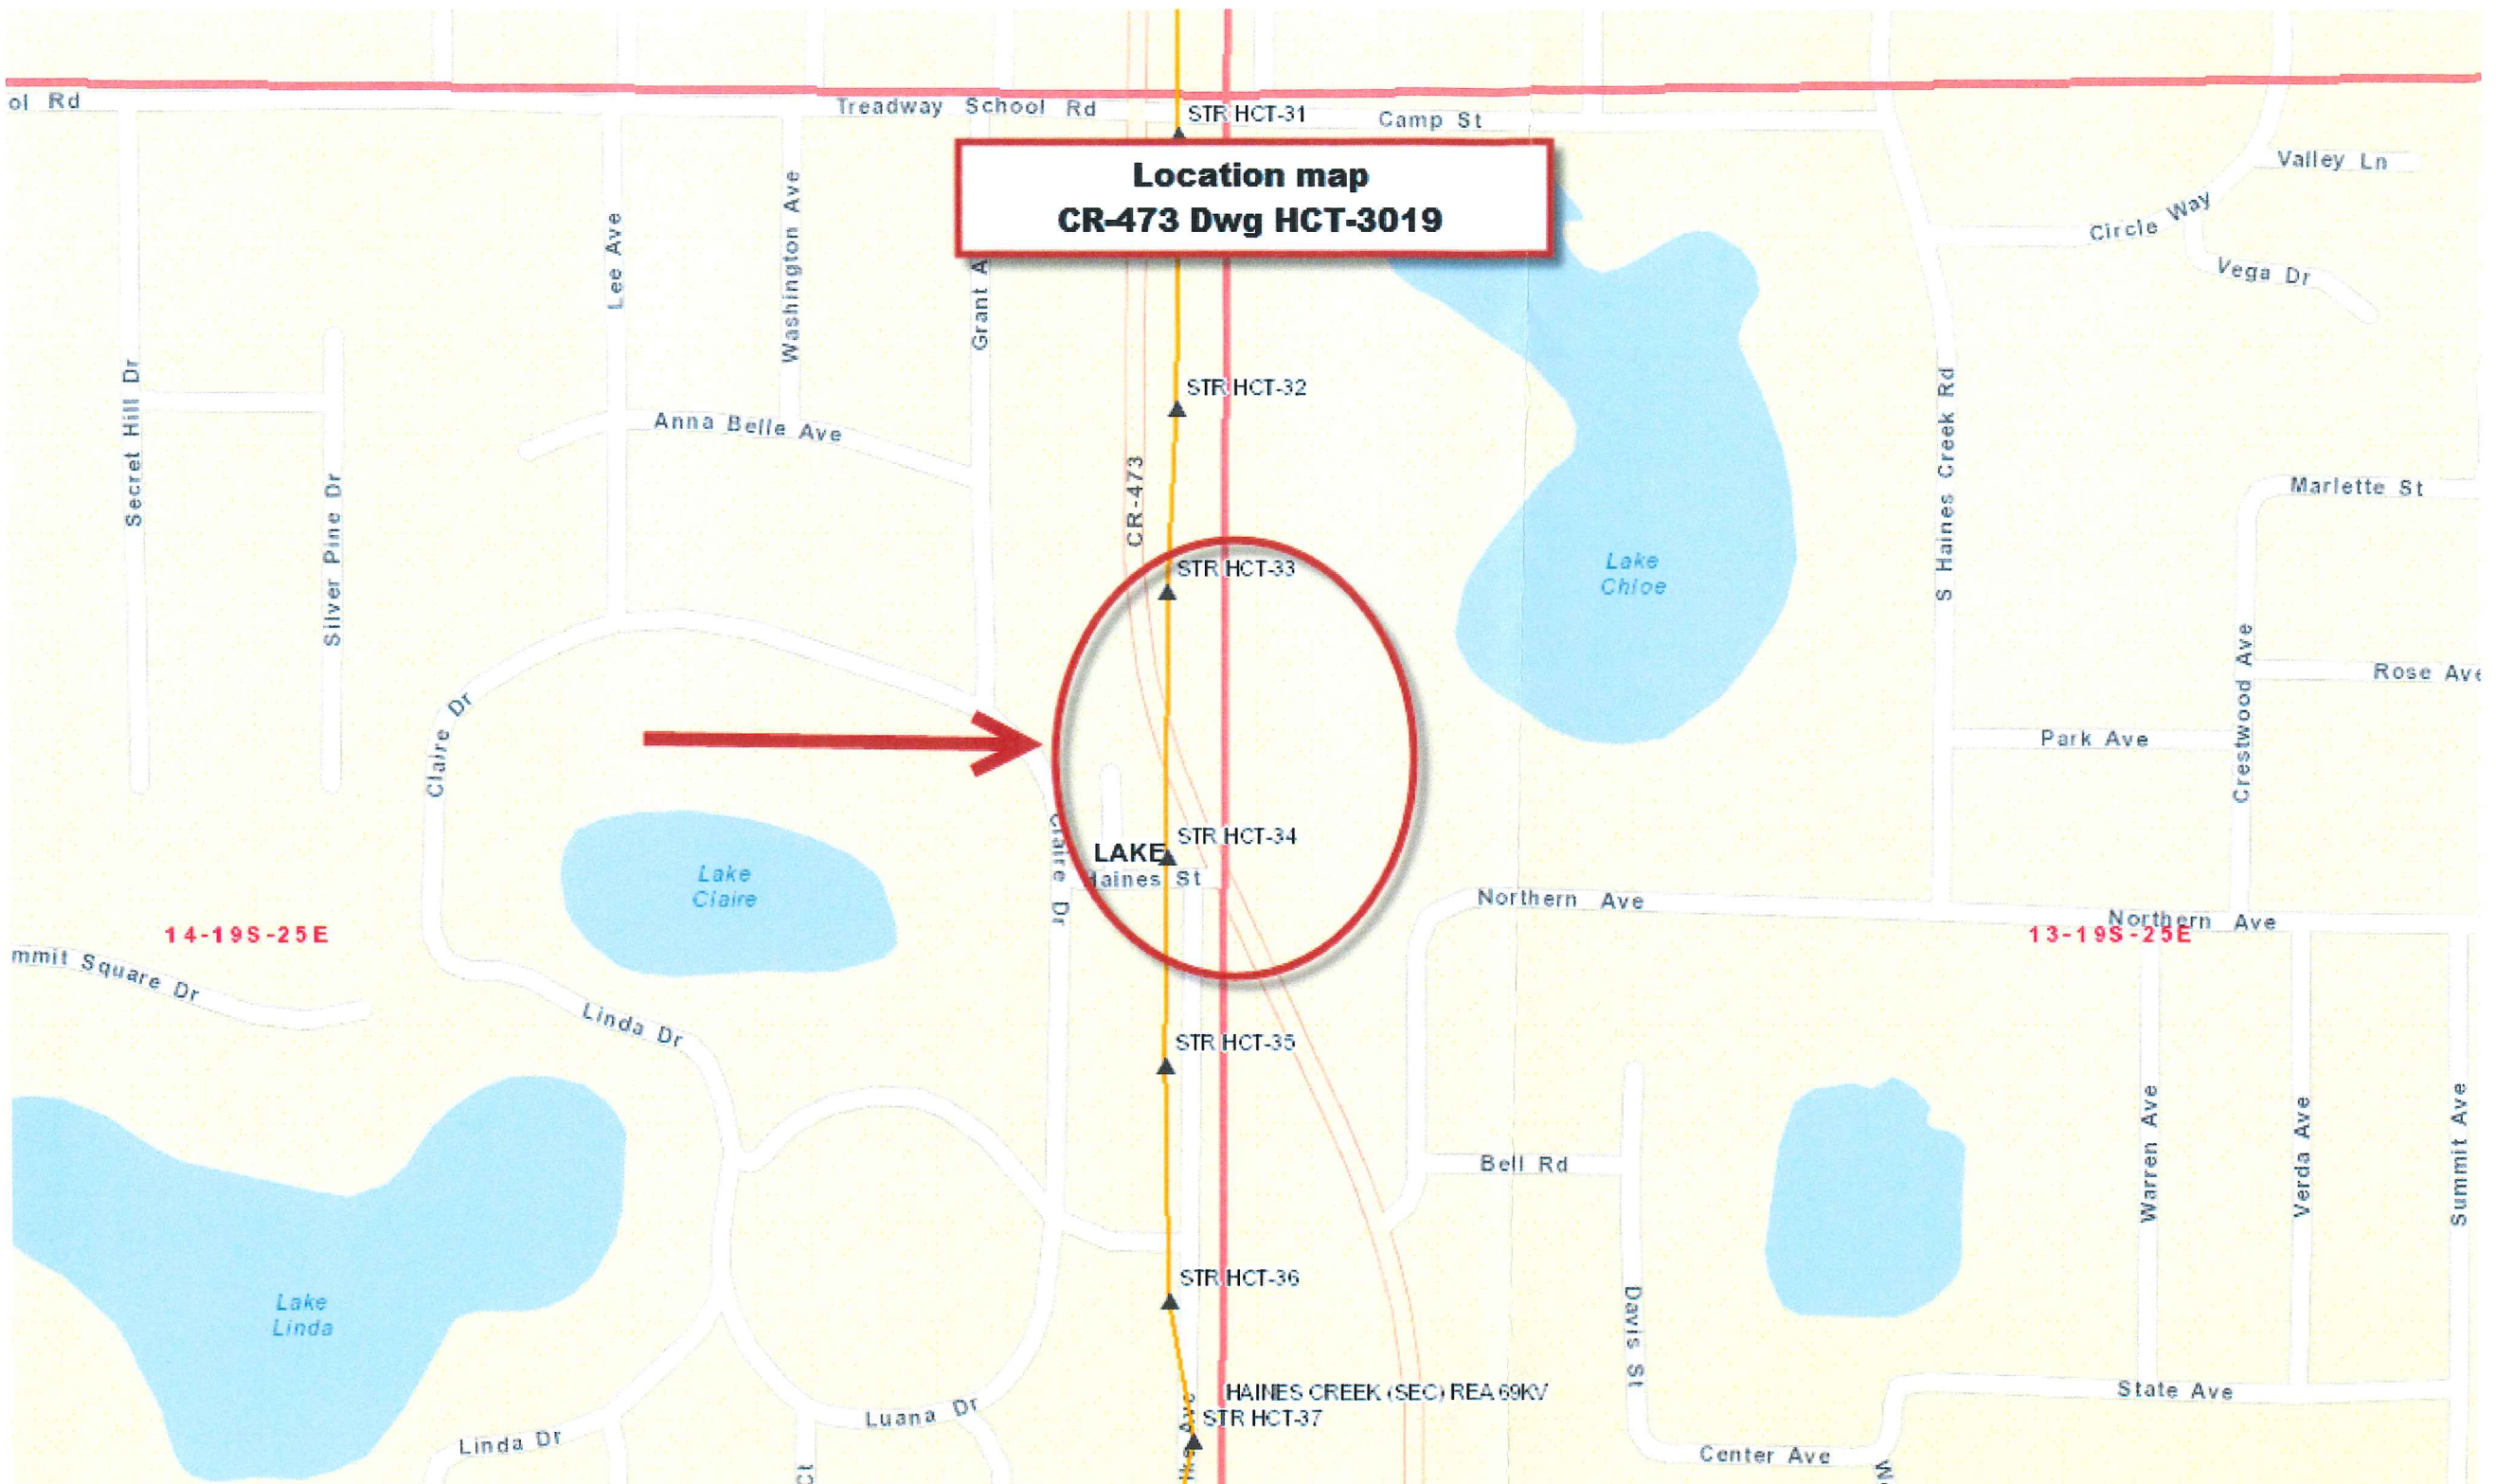 ol Rd
Treadway School Rd
STR HCT-31
Camp St
Location map
CR-473 Dwg HCT-3019
Valley Ln
Circle Way
Vega Dr
Lee Ave
Washington Ave
Grant A
Secret Hill Dr
Silver Pine Dr
Anna Belle Ave
STR HCT-32
CR-473
S Haines Creek Rd
Marlette St
STR HCT-33
Lake
Chloe
Crestwood Ave
Rose Ave
Park Ave
Claire Dr
STR HCT-34
LAKE
Haines St
Claire Dr
Lake
Claire
Northern Ave
Northern Ave
14-19S-25E
13-19S-25E
mmit Square Dr
Linda Dr
STR HCT-35
Bell Rd
Warren Ave
Verda Ave
Summit Ave
STR HCT-36
Lake
Linda
Davis St
HAINES CREEK (SEC) REA 69KV
STR HCT-37
State Ave
Luana Dr
Linda Dr
Center Ave
Ct